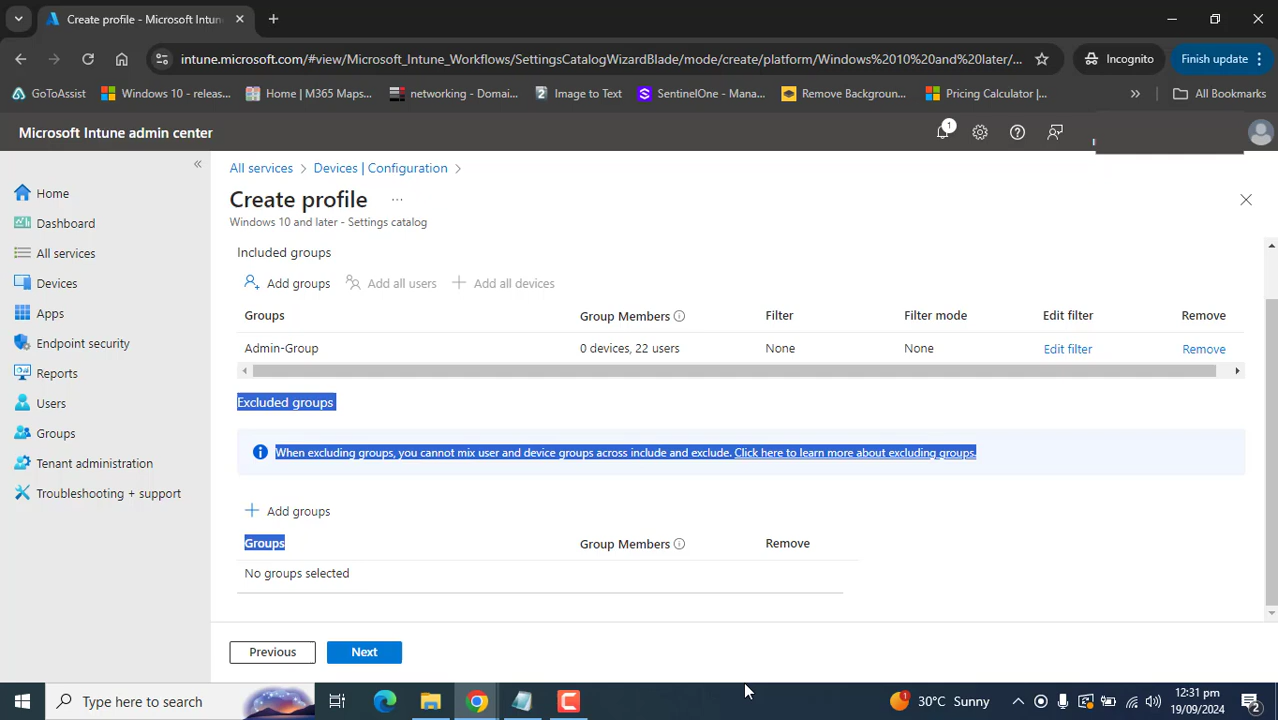 Create profile - Microsoft Intun
intune.microsoft.com/#view/Microsoft_Intune_Workflows/SettingsCatalogWizardBlade/mode/create/platform/Windows%2010%20and%20later/...
Incognito
Finish update
GoToAssist
Windows 10 - releas...
Home | M365 Maps...
networking - Domai...
Image to Text
SentinelOne - Mana...
Remove Backgroun...
Pricing Calculator |...
All Bookmarks
Microsoft Intune admin center
1
All services > Devices | Configuration >
Create profile
...
Windows 10 and later - Settings catalog
Home
Dashboard
All services
Devices
Apps
Endpoint security
Reports
Users
Groups
Tenant administration
Troubleshooting + support
Included groups
Add groups
Add all users
Add all devices
Groups
Group Members
Filter
Filter mode
Edit filter
Remove
Admin-Group
0 devices, 22 users
None
None
Edit filter
Remove
Excluded groups
When excluding groups, you cannot mix user and device groups across include and exclude. Click here to learn more about excluding groups.
Add groups
Groups
Group Members
Remove
No groups selected
Previous
Next
Type here to search
1
30°C Sunny
12:31 pm
19/09/2024
2